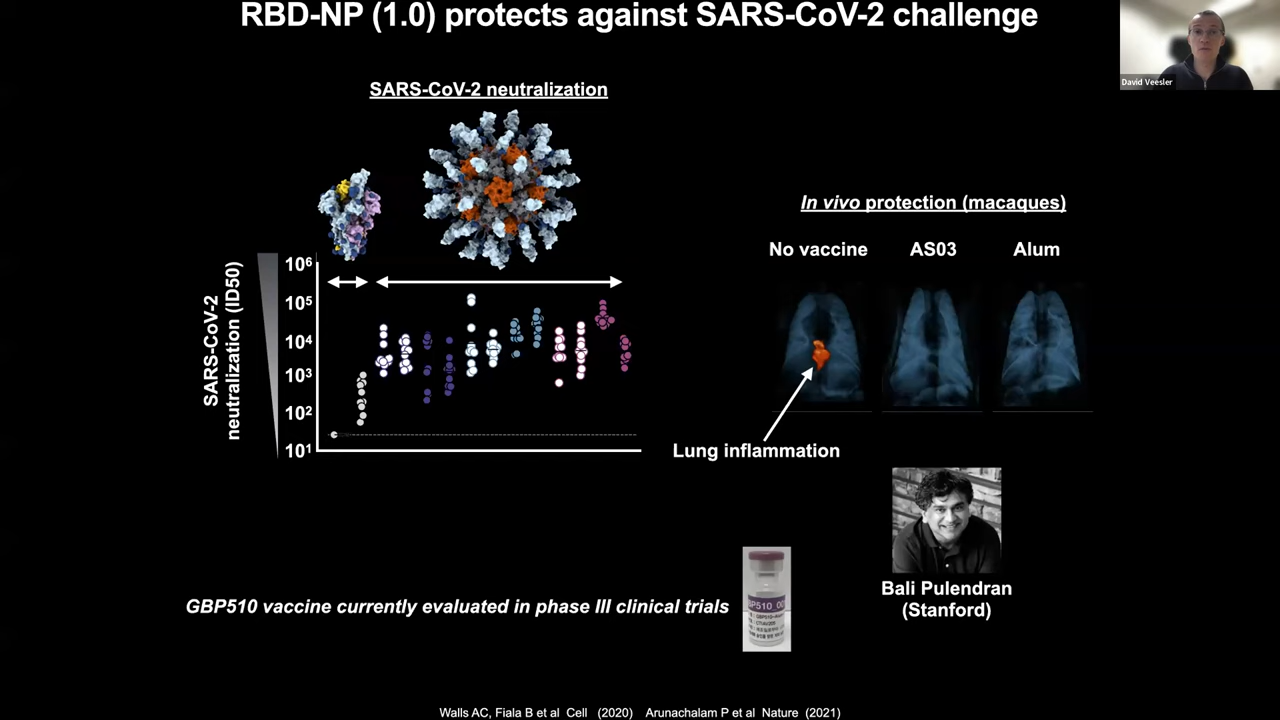 RBD-NP (1.0) protects against SARS-CoV-2 challenge
David Veesler
SARS-CoV-2 neutralization
SARS-CoV-2
neutralization (ID50)
10⁶
10⁵
10⁴
10³
10²
10¹
In vivo protection (macaques)
No vaccine AS03 Alum
Lung inflammation
Bali Pulendran
(Stanford)
GBP510 vaccine currently evaluated in phase III clinical trials
Walls AC, Fiala B et al Cell (2020) Arunachalam P et al Nature (2021)